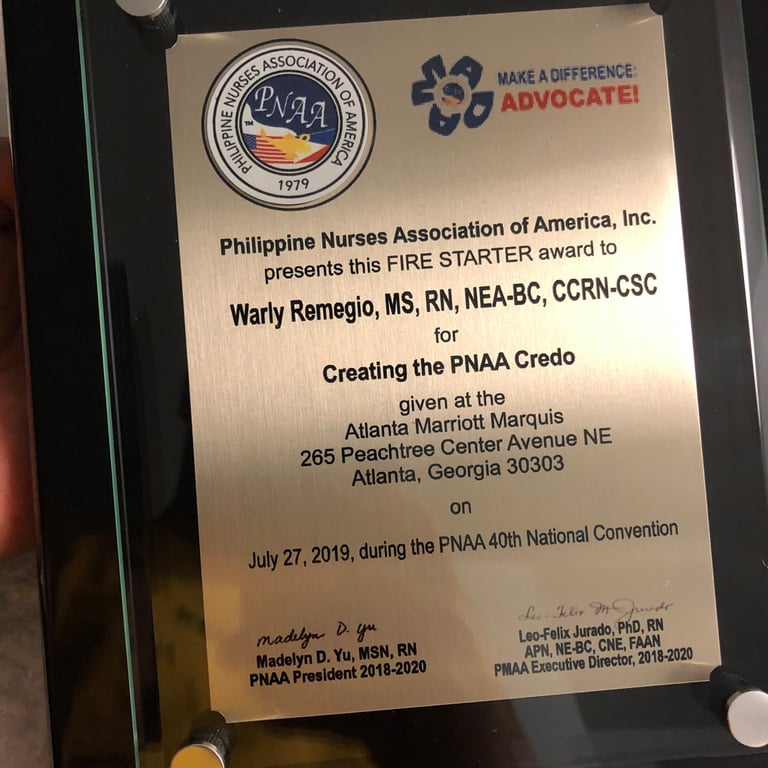 PHILIPPINE NURSES ASSOCIATION OF AMERICA
PNAA
TM
1979
MAKE A DIFFERENCE:
ADVOCATE!
Philippine Nurses Association of America, Inc.
presents this FIRE STARTER award to
Warly Remegio, MS, RN, NEA-BC, CCRN-CSC
for
Creating the PNAA Credo
given at the
Atlanta Marriott Marquis
265 Peachtree Center Avenue NE
Atlanta, Georgia 30303
on
July 27, 2019, during the PNAA 40th National Convention
Madelyn D. Yu
Madelyn D. Yu, MSN, RN
PNAA President 2018-2020
Leo-Felix M. Jurado
Leo-Felix Jurado, PhD, RN
APN, NE-BC, CNE, FAAN
PMAA Executive Director, 2018-2020